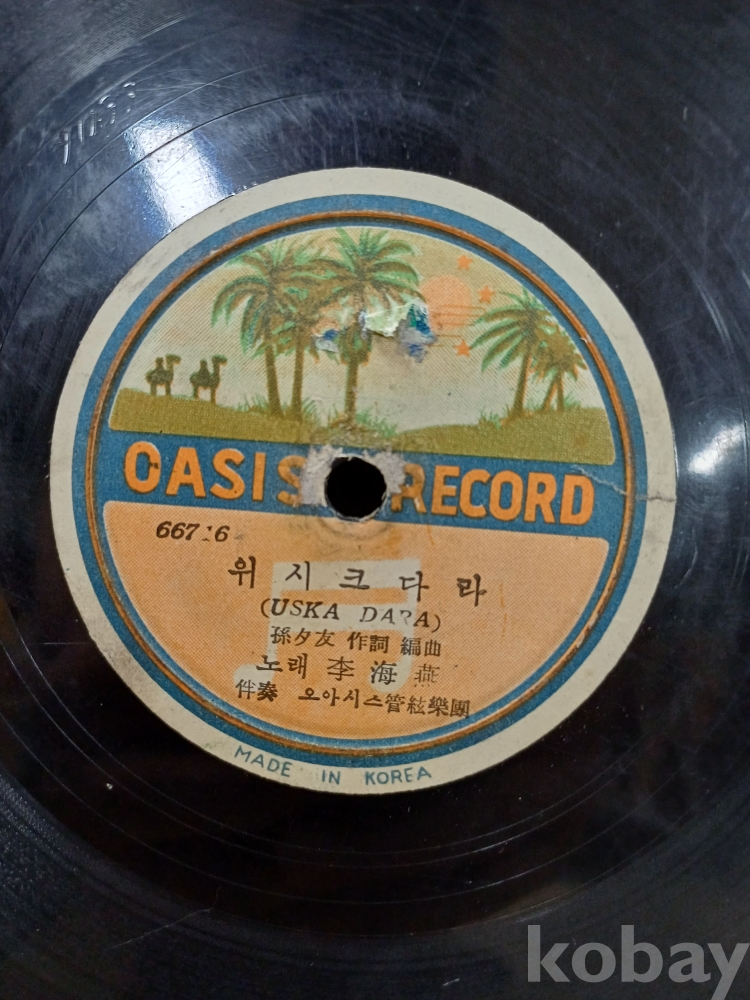 OASIS RECORD
위시크다라
(USKA DARA)
孫夕友 作詞 編曲
노래 李海燕
伴奏 오아시스管絃樂團
MADE IN KOREA
kobay